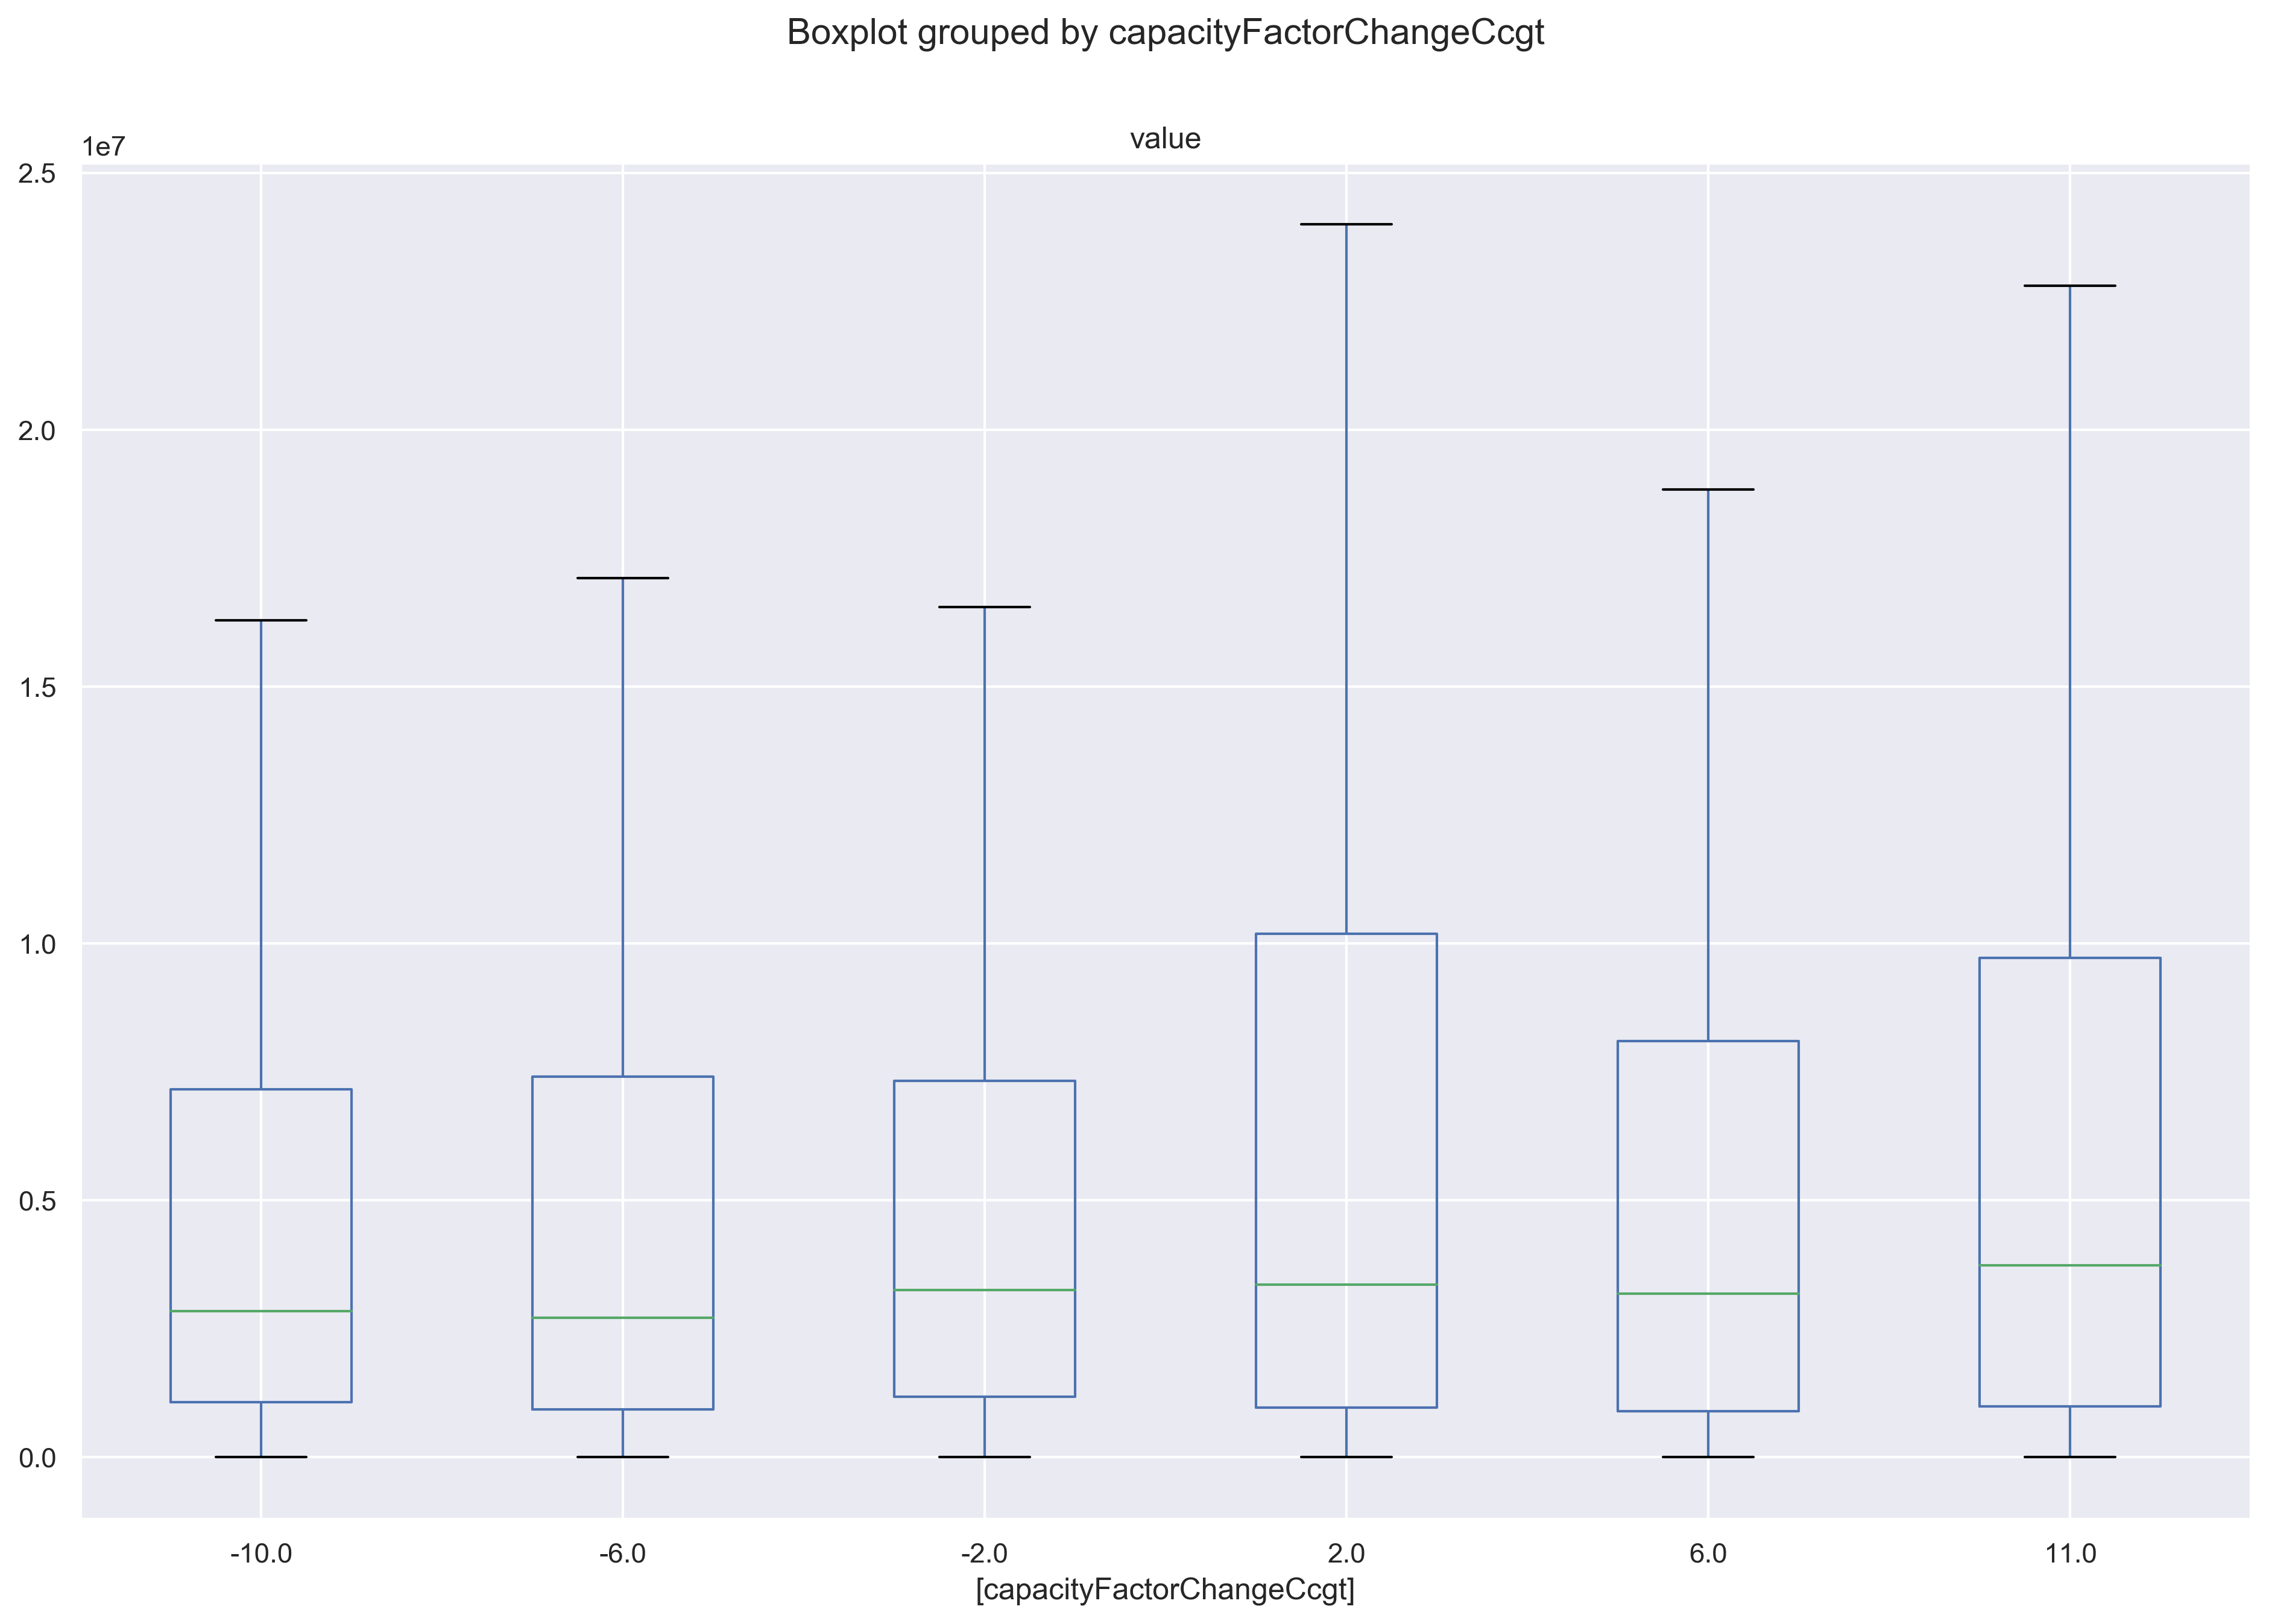 Boxplot grouped by capacityFactorChangeCcgt
value
1e7
2.5
2.0
1.5
1.0
0.5
0.0
-10.0 -6.0 -2.0 2.0 6.0 11.0
[capacityFactorChangeCcgt]